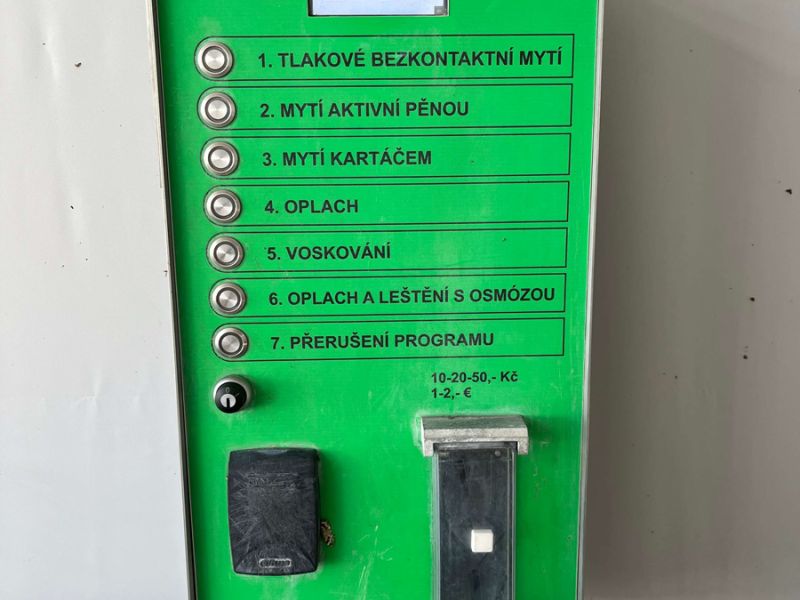 1. TLAKOVÉ BEZKONTAKTNÍ MYTÍ
2. MYTÍ AKTIVNÍ PĚNOU
3. MYTÍ KARTÁČEM
4. OPLACH
5. VOSKOVÁNÍ
6. OPLACH A LEŠTĚNÍ S OSMÓZOU
7. PŘERUŠENÍ PROGRAMU
10-20-50,- Kč
1-2,- €